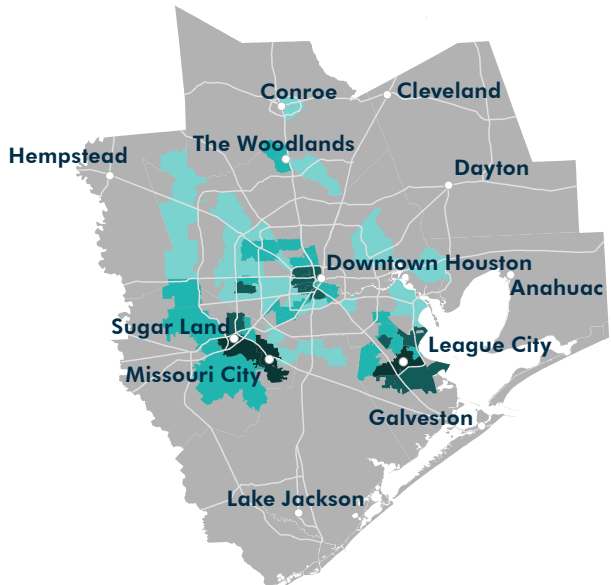 Conroe
Cleveland
The Woodlands
Hempstead
Dayton
Downtown Houston
Anahuac
Sugar Land
League City
Missouri City
Galveston
Lake Jackson